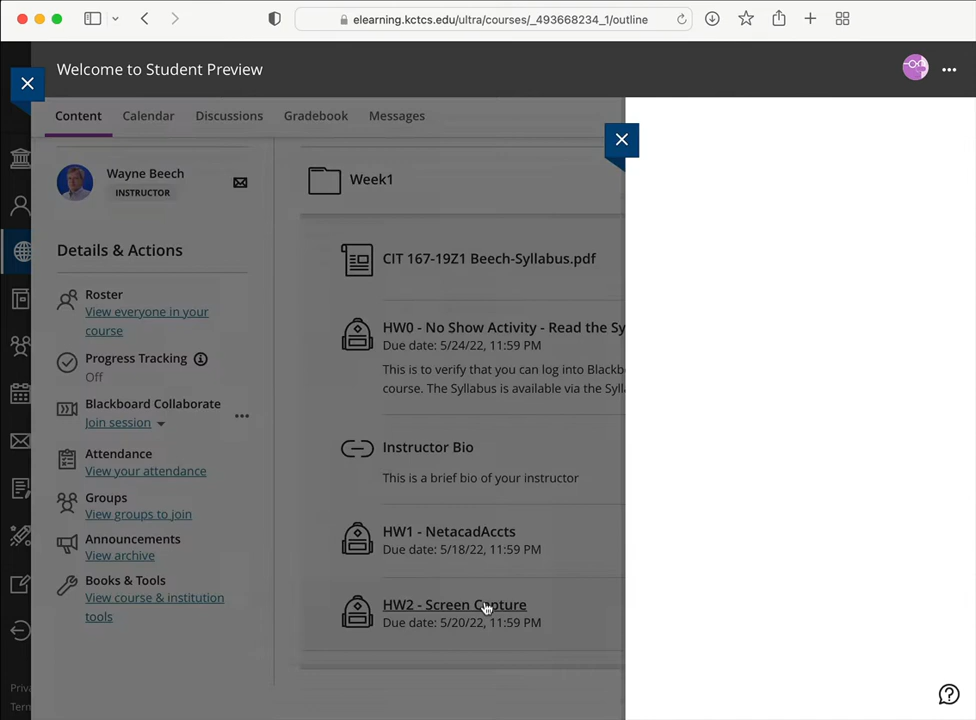 elearning.kctcs.edu/ultra/courses/_493668234_1/outline
Welcome to Student Preview
Content
Calendar
Discussions
Gradebook
Messages
Wayne Beech
INSTRUCTOR
Details & Actions
Roster
View everyone in your
course
Progress Tracking
Off
Blackboard Collaborate
Join session
Attendance
View your attendance
Groups
View groups to join
Announcements
View archive
Books & Tools
View course & institution
tools
Week1
CIT 167-19Z1 Beech-Syllabus.pdf
HW0 - No Show Activity - Read the Sy
Due date: 5/24/22, 11:59 PM
This is to verify that you can log into Blackb
course. The Syllabus is available via the Syll
Instructor Bio
This is a brief bio of your instructor
HW1 - NetacadAccts
Due date: 5/18/22, 11:59 PM
HW2 - Screen Capture
Due date: 5/20/22, 11:59 PM
Priva
Term